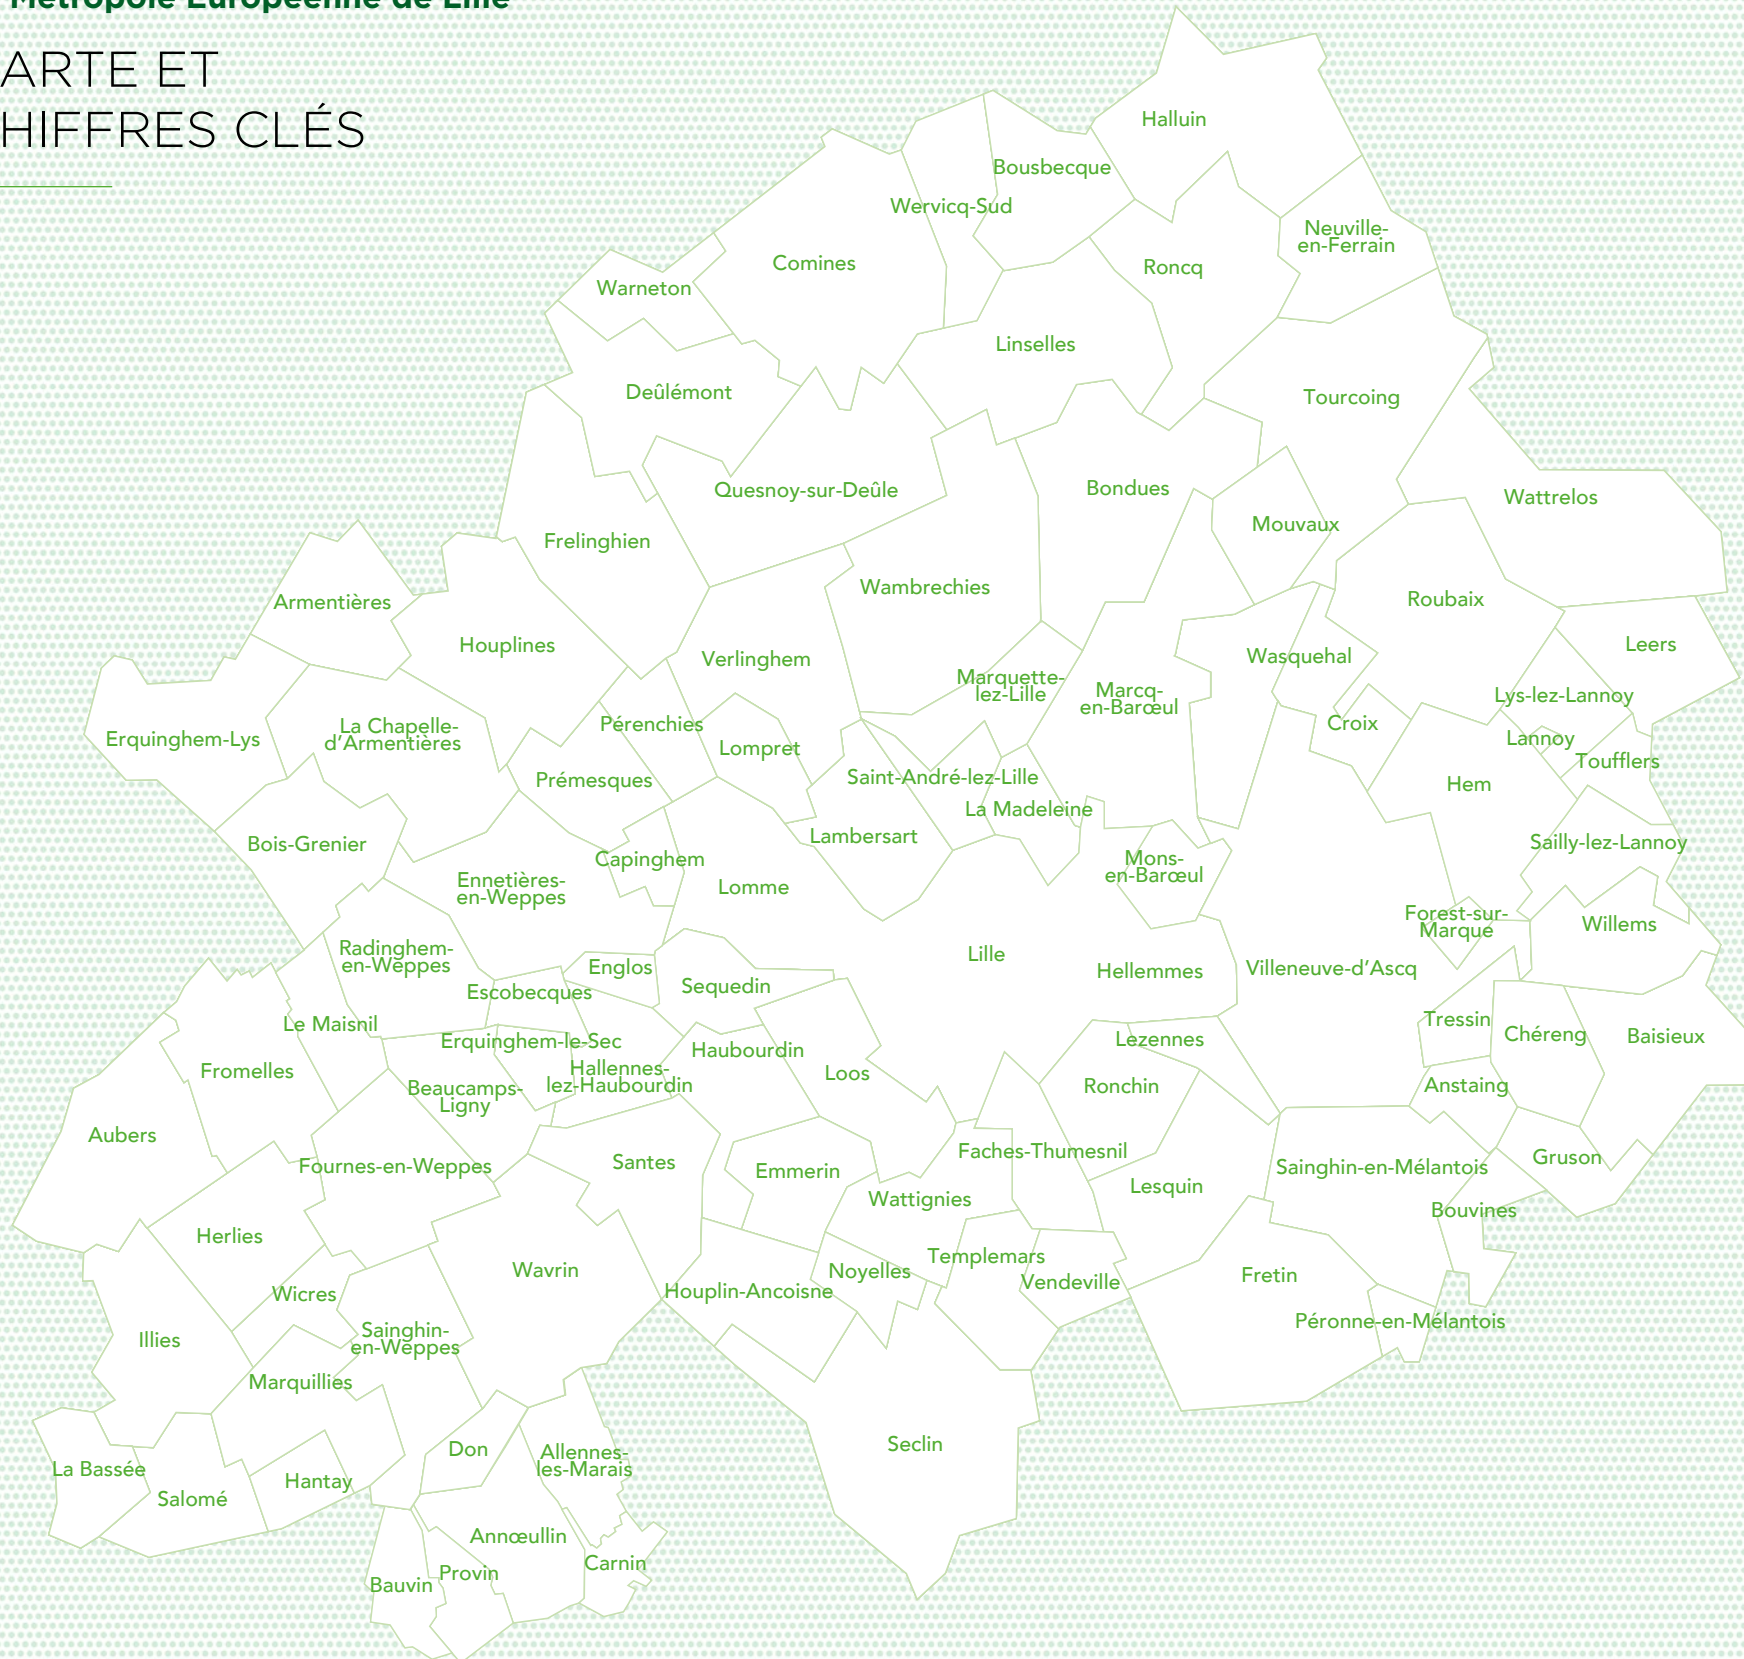 Métropole Européenne de Lille
ARTE ET
HIFFRES CLÉS
Halluin
Bousbecque
Wervicq-Sud
Neuville-
en-Ferrain
Comines
Roncq
Warneton
Linselles
Deûlémont
Tourcoing
Quesnoy-sur-Deûle
Bondues
Wattrelos
Mouvaux
Frelinghien
Wambrechies
Armentières
Roubaix
Houplines
Leers
Verlinghem
Wasquehal
Marquette-
lez-Lille
Marcq-
en-Barœul
Lys-lez-Lannoy
Pérenchies
Croix
La Chapelle-
d'Armentières
Erquinghem-Lys
Lompret
Lannoy
Toufflers
Prémesques
Saint-André-lez-Lille
Hem
La Madeleine
Lambersart
Bois-Grenier
Sailly-lez-Lannoy
Capinghem
Mons-
en-Barœul
Ennetières-
en-Weppes
Lomme
Forest-sur-
Marque
Willems
Radinghem-
en-Weppes
Lille
Englos
Hellemmes
Villeneuve-d'Ascq
Sequedin
Escobecques
Le Maisnil
Tressin
Chéreng
Baisieux
Erquinghem-le-Sec
Haubourdin
Lezennes
Fromelles
Hallennes-
lez-Haubourdin
Loos
Ronchin
Anstaing
Beaucamps-
Ligny
Aubers
Faches-Thumesnil
Gruson
Fournes-en-Weppes
Santes
Emmerin
Sainghin-en-Mélantois
Wattignies
Lesquin
Bouvines
Herlies
Templemars
Wavrin
Noyelles
Vendeville
Fretin
Houplin-Ancoisne
Wicres
Péronne-en-Mélantois
Illies
Sainghin-
en-Weppes
Marquillies
Seclin
Don
Allennes-
les-Marais
La Bassée
Hantay
Salomé
Annœullin
Carnin
Provin
Bauvin